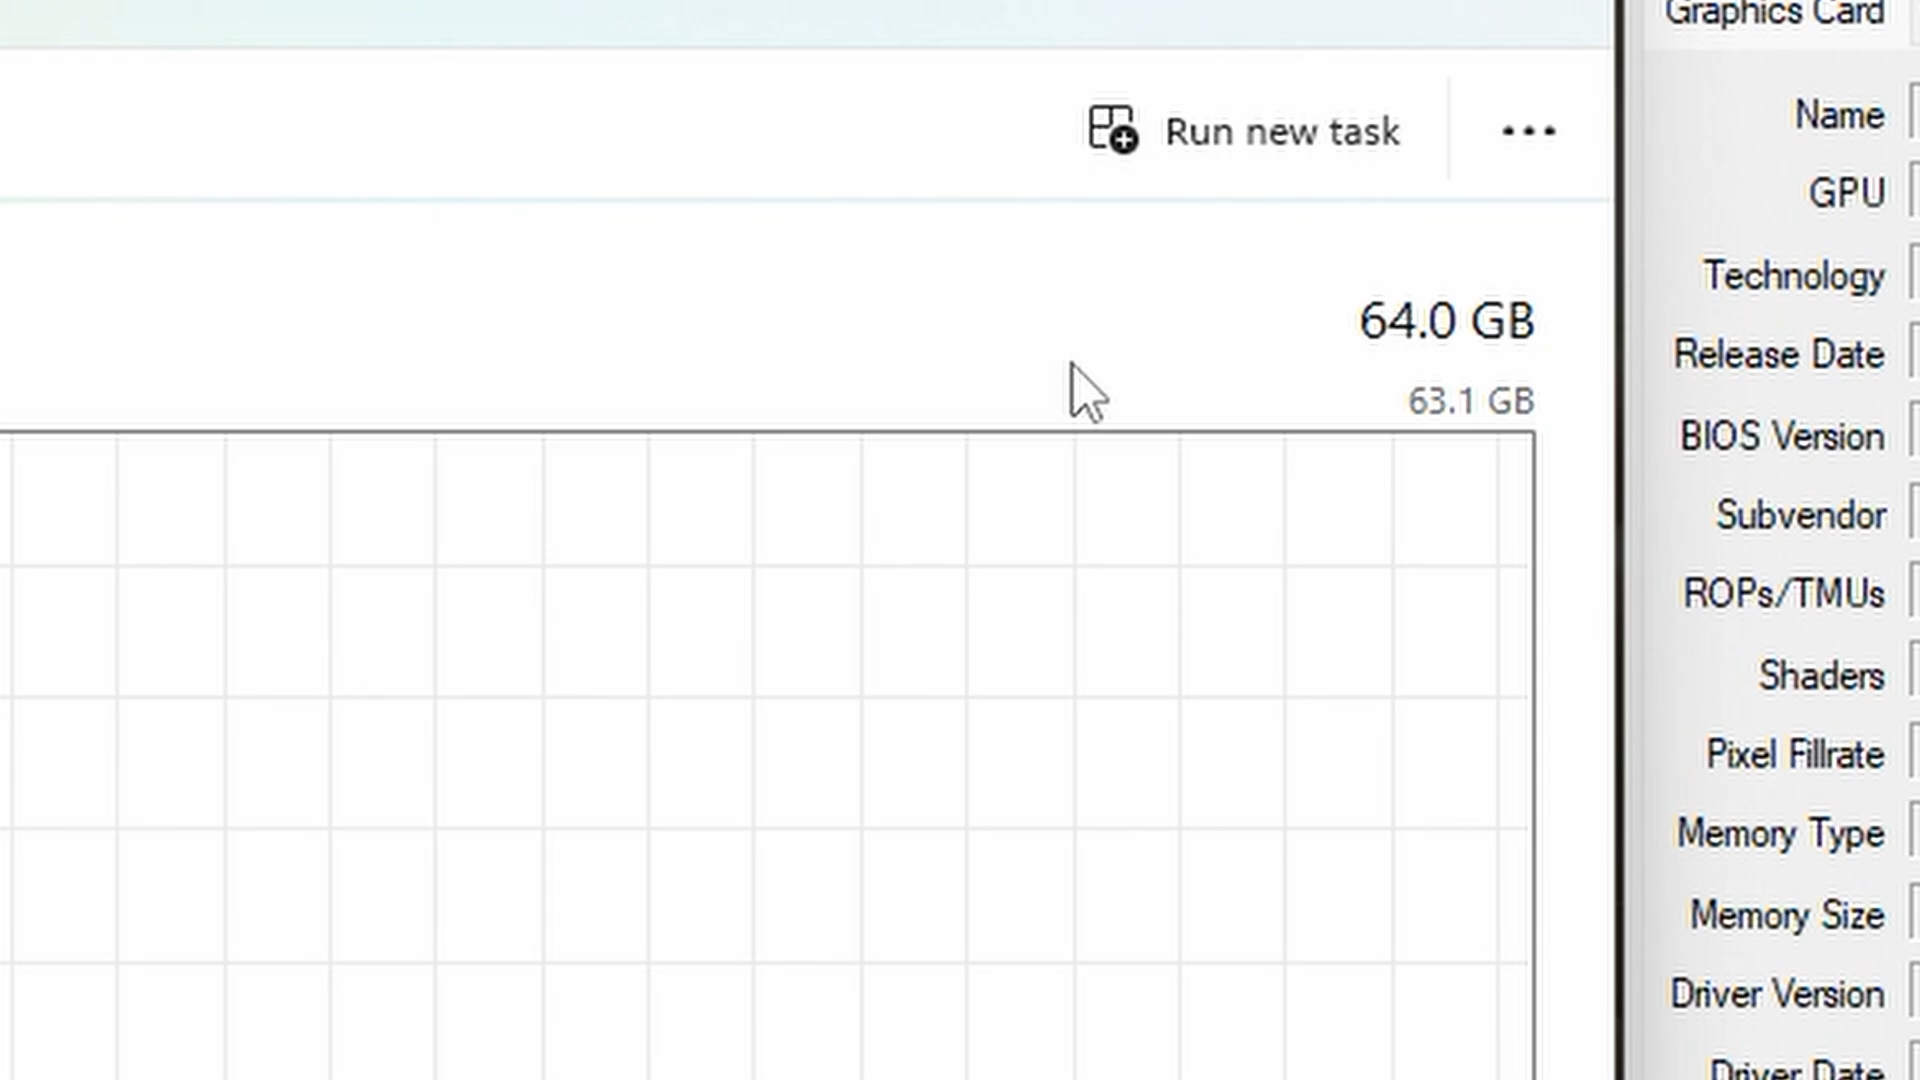 Run new task
64.0 GB
63.1 GB
Graphics Card
Name
GPU
Technology
Release Date
BIOS Version
Subvendor
ROPs/TMUs
Shaders
Pixel Fillrate
Memory Type
Memory Size
Driver Version
Driver Date